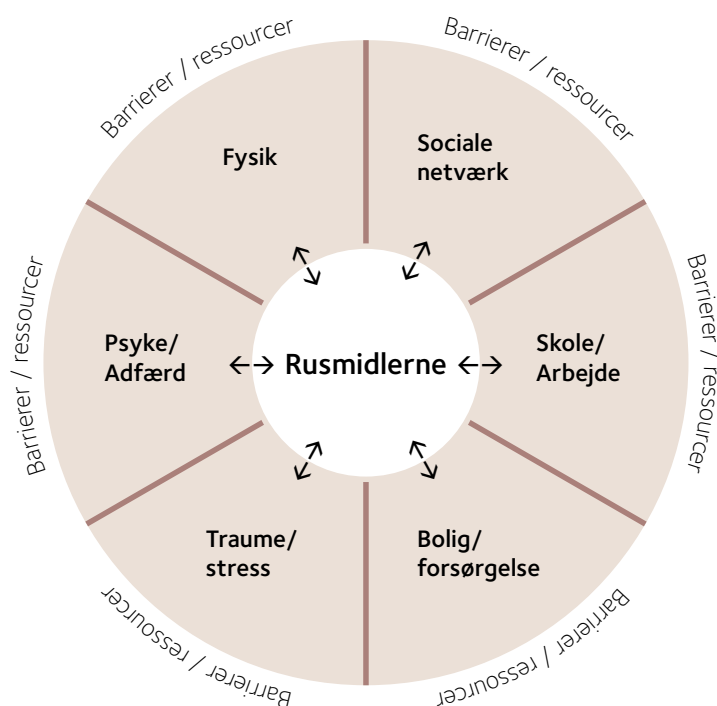 Barrierer / ressourcer
Barrierer / ressourcer
Fysik
Sociale
netværk
Barrierer / ressourcer
Barrierer / ressourcer
Psyke/
Adfærd
Rusmidlerne
Skole/
Arbejde
Traume/
stress
Bolig/
forsørgelse
Barrierer / ressourcer
Barrierer / ressourcer